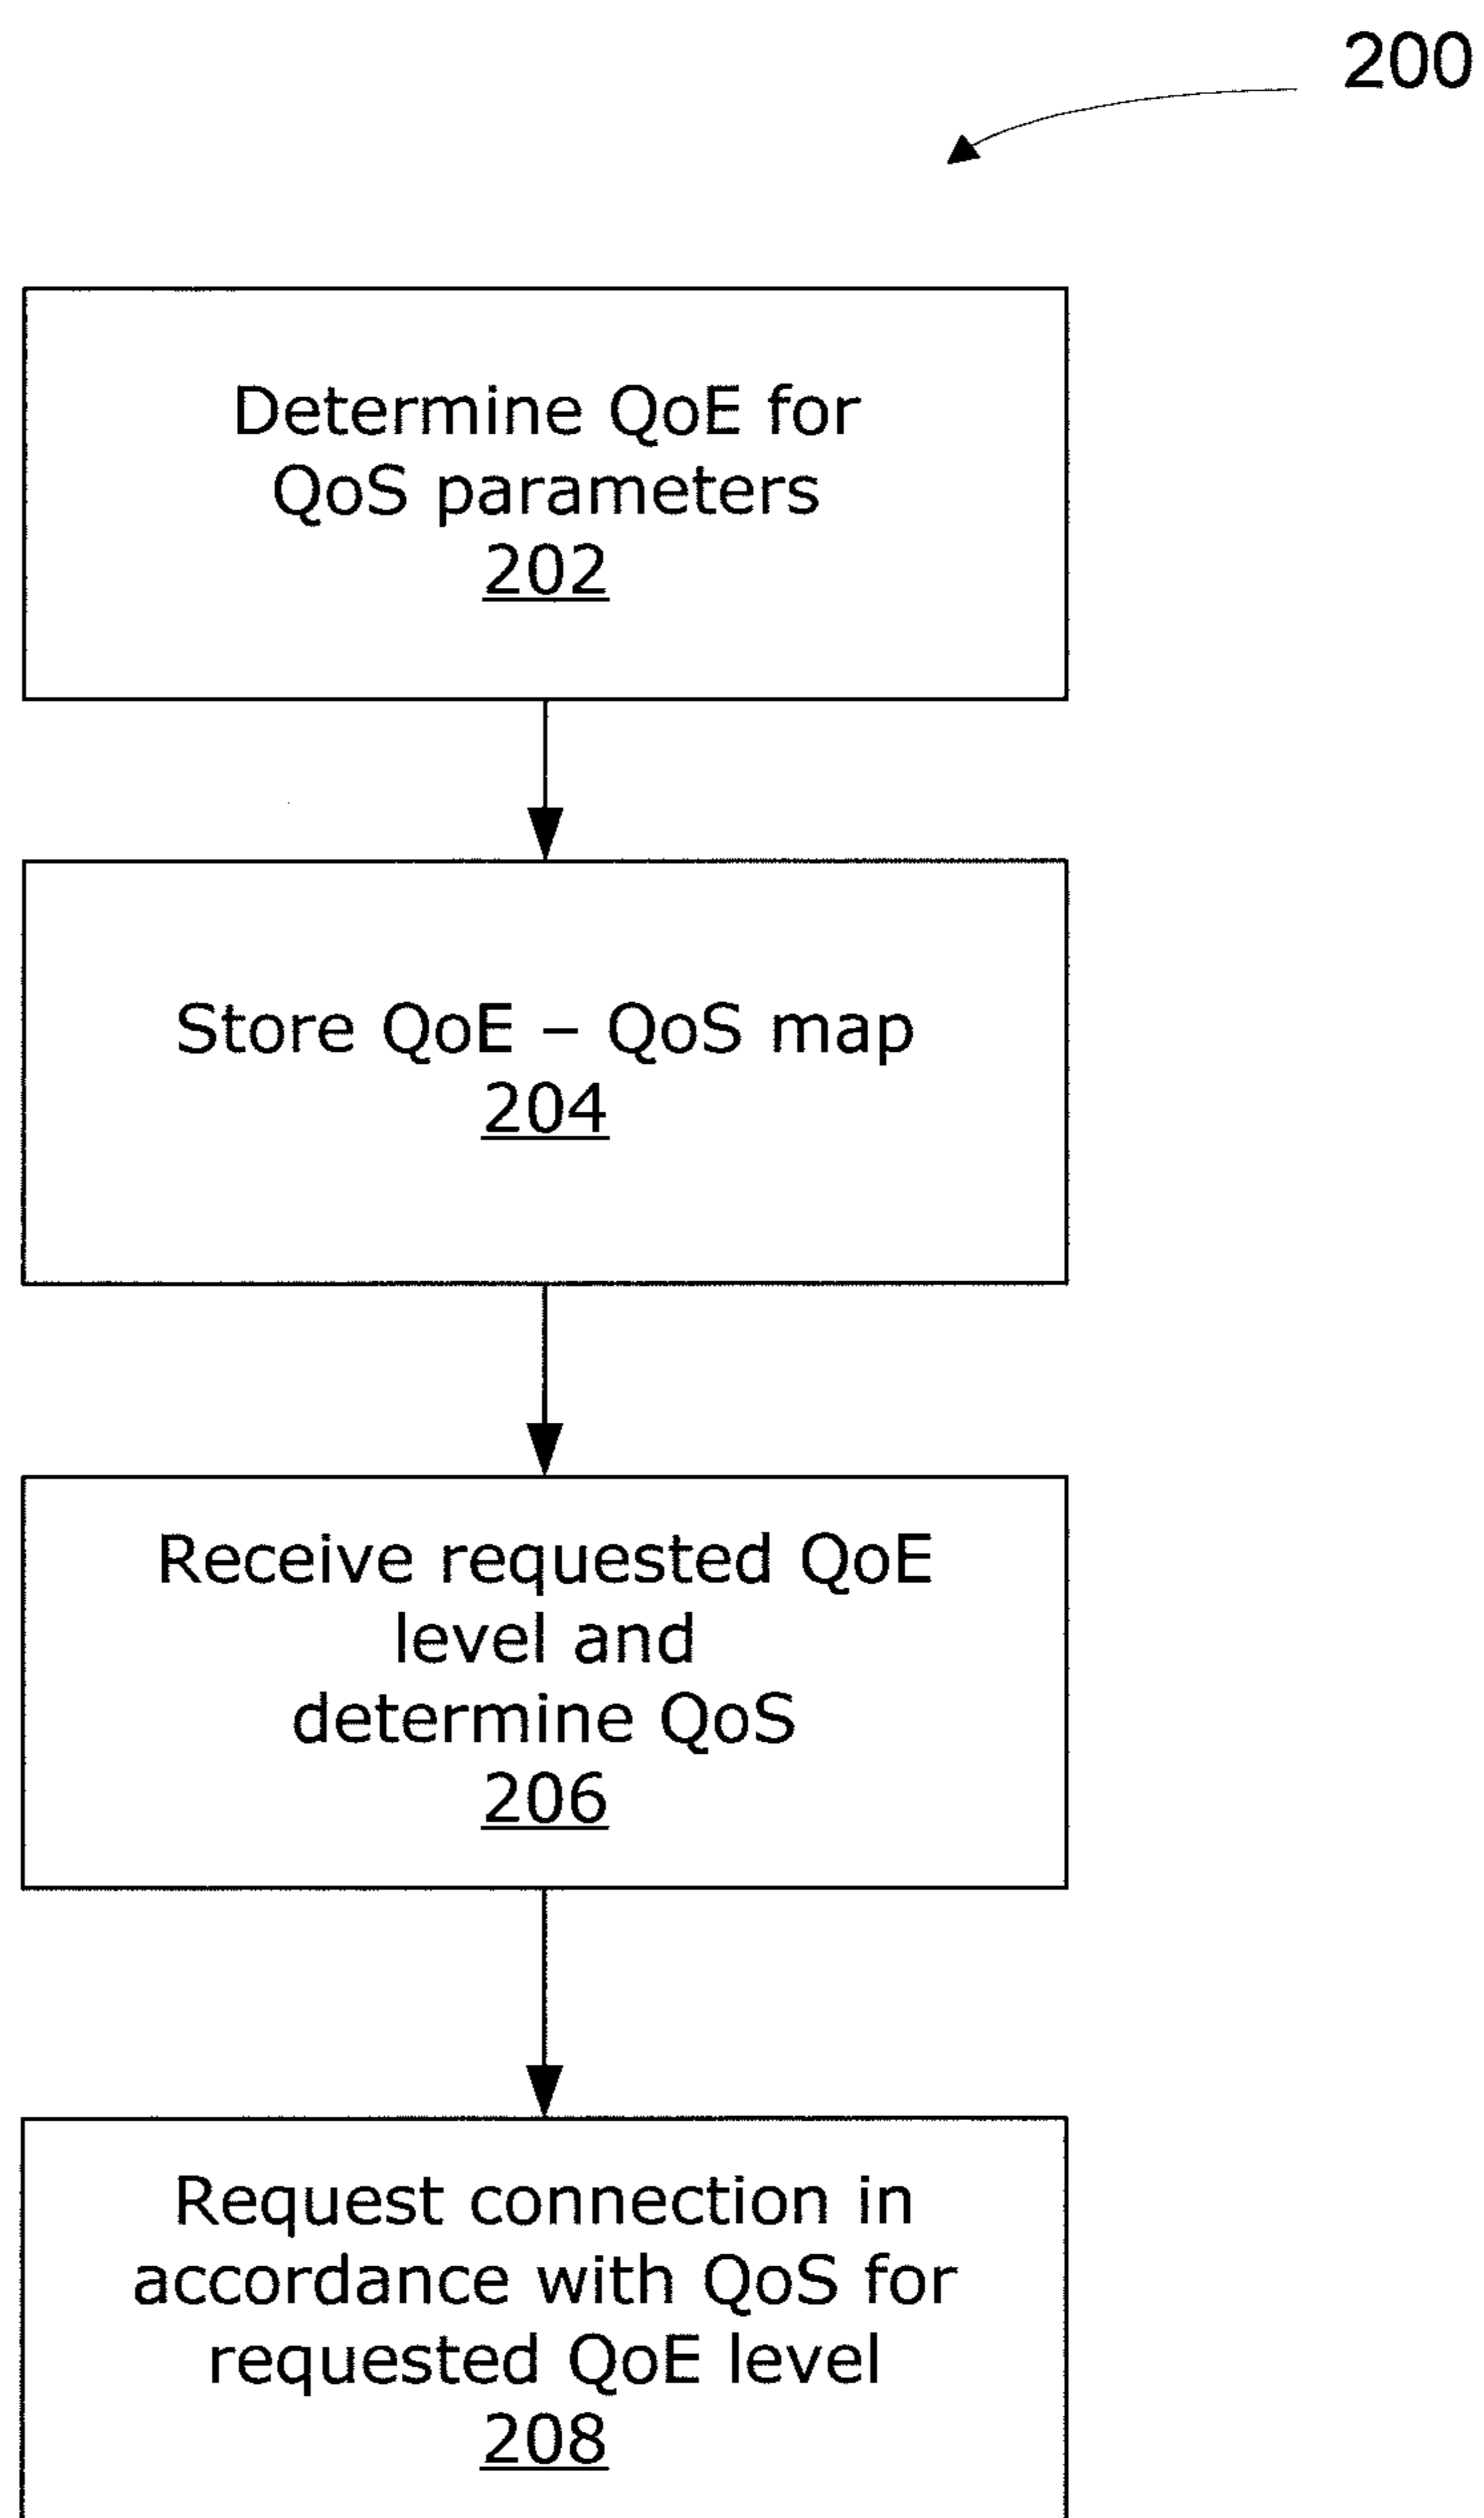 200
Determine QoE for
QoS parameters
202
Store QoE – QoS map
204
Receive requested QoE
level and
determine QoS
206
Request connection in
accordance with QoS for
requested QoE level
208